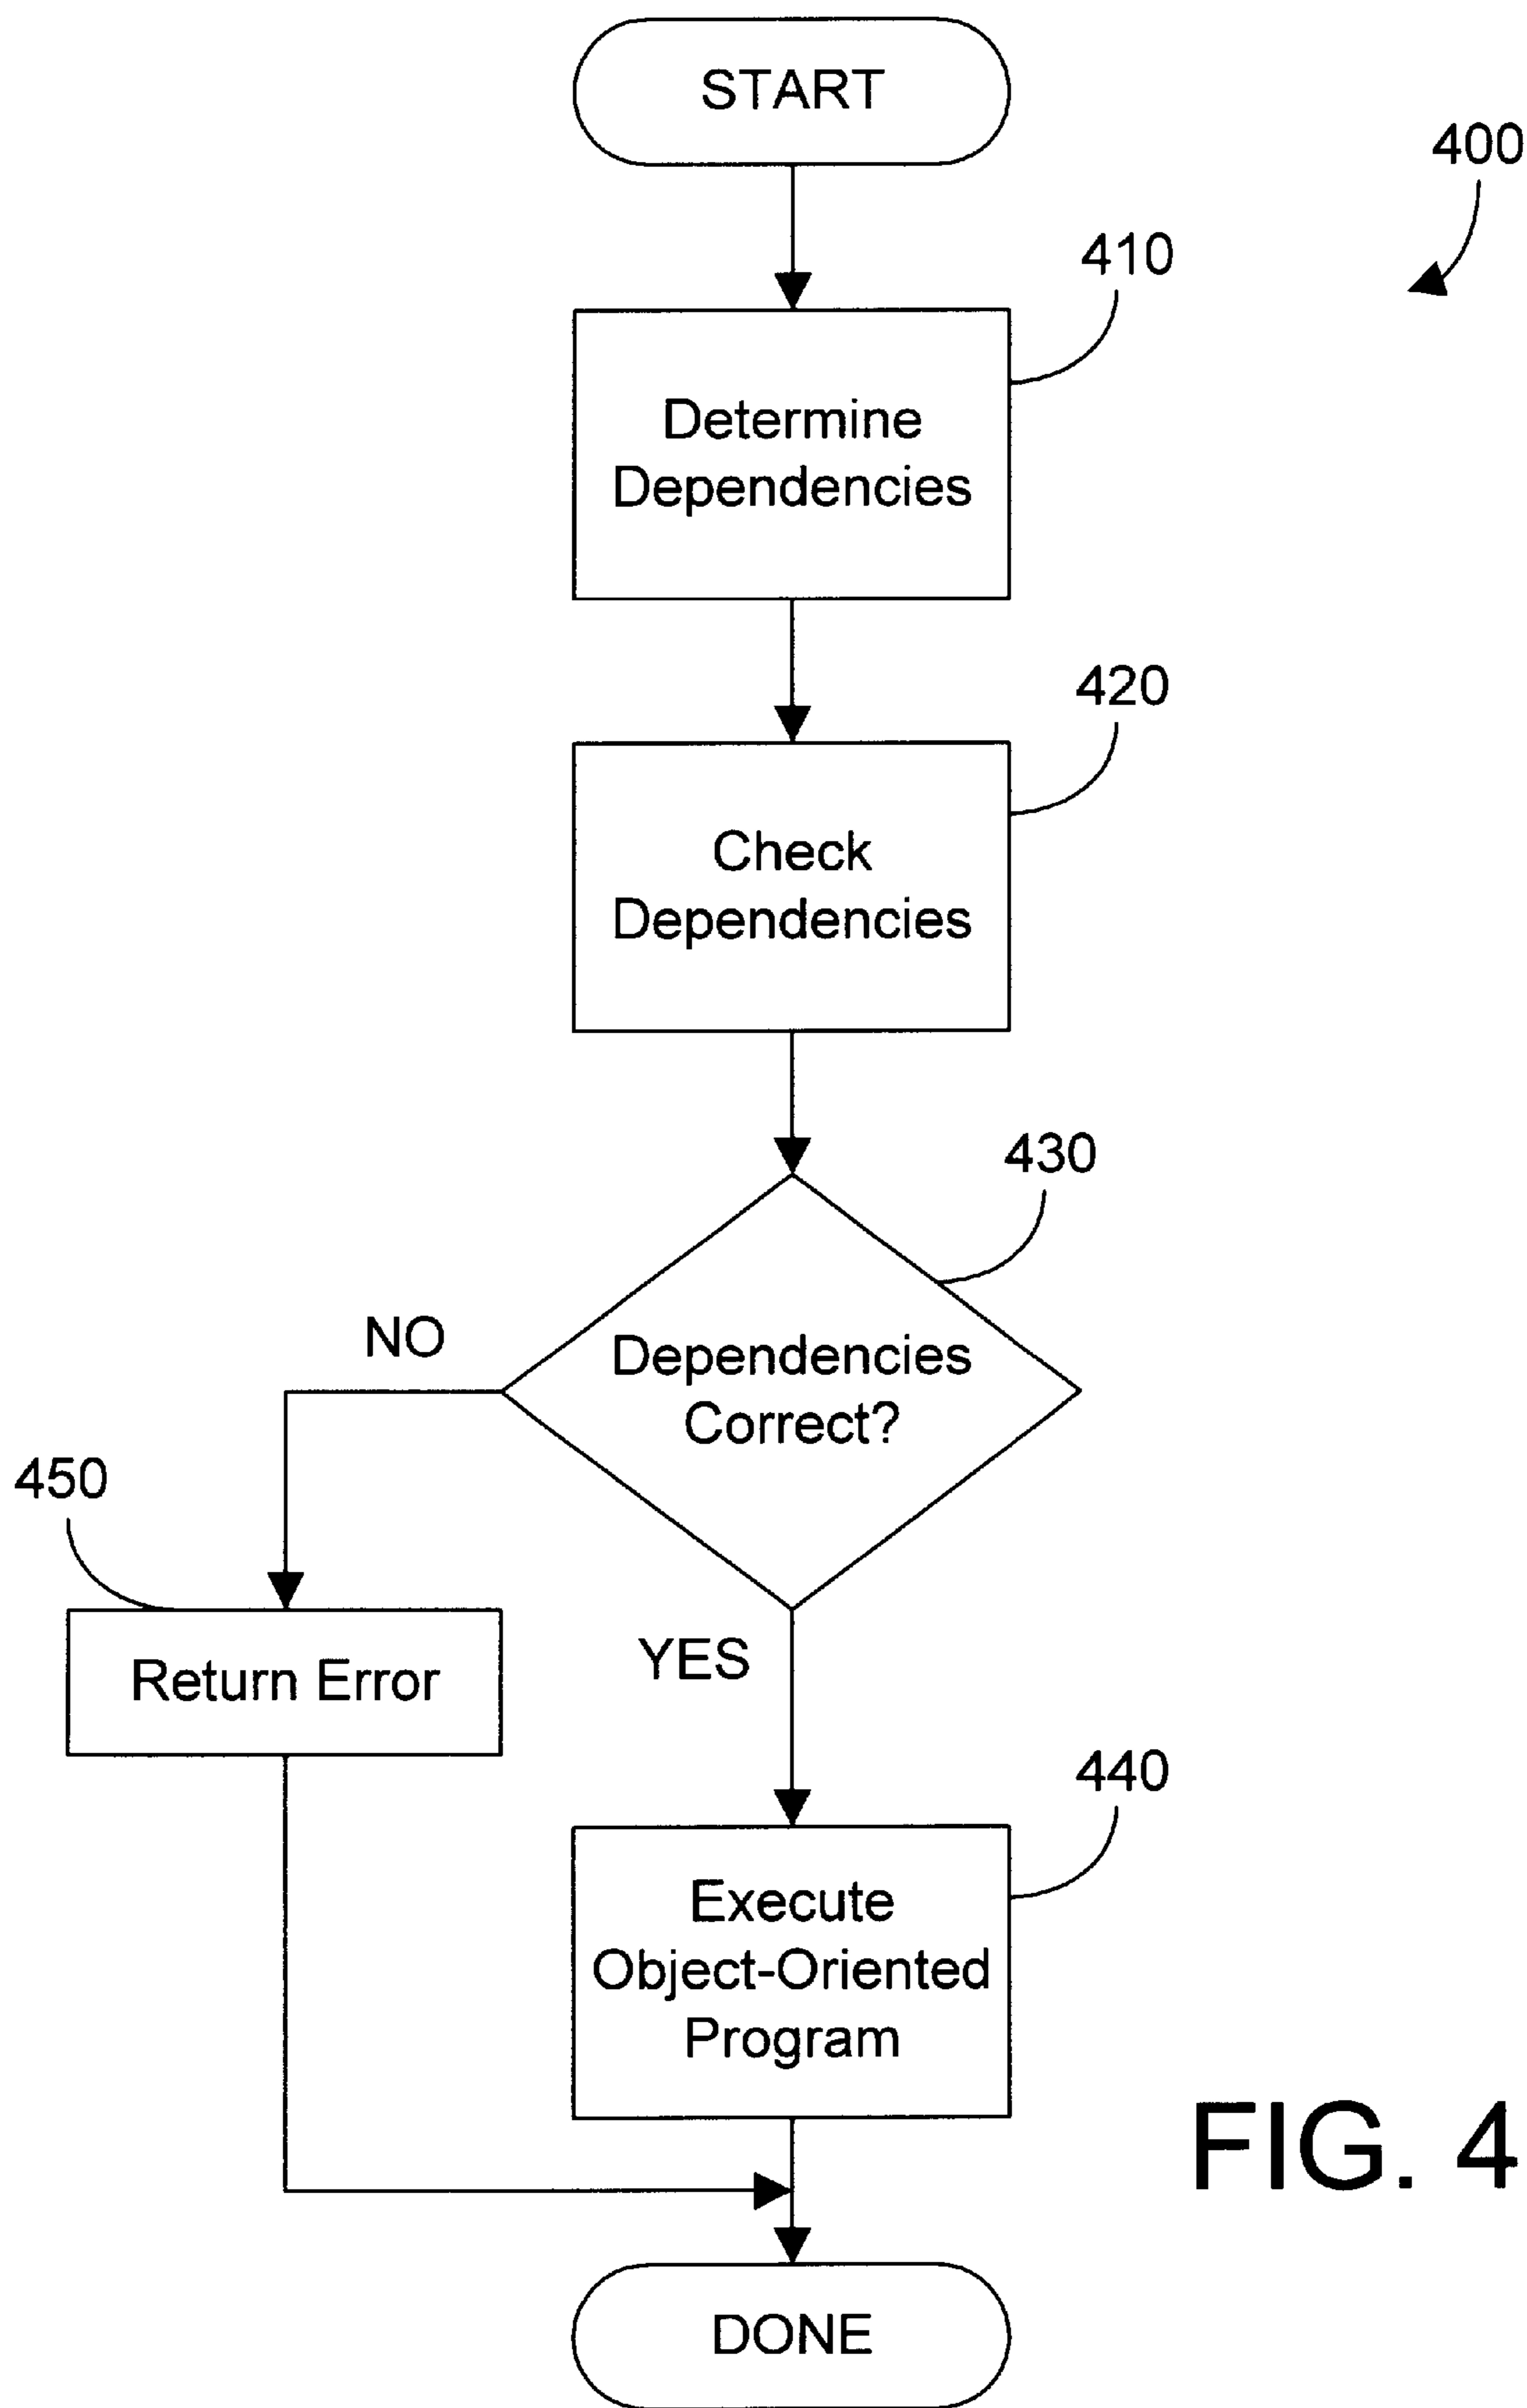 START
400
410
Determine
Dependencies
420
Check
Dependencies
430
NO
Dependencies
Correct?
450
Return Error
YES
440
Execute
Object-Oriented
Program
FIG. 4
DONE